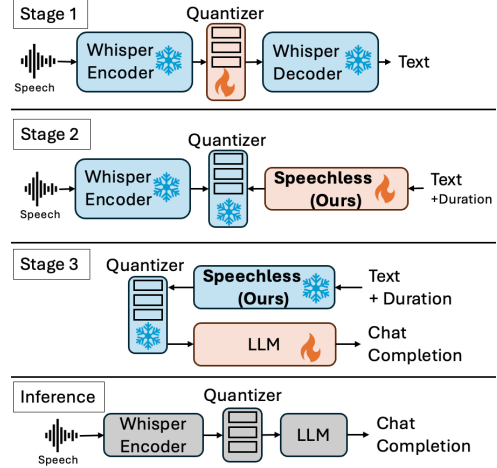 Stage 1
Quantizer
Whisper
Encoder
Whisper
Decoder
Text
Speech
Stage 2
Quantizer
Whisper
Encoder
Speechless
(Ours)
Text
+Duration
Speech
Stage 3
Quantizer
Speechless
(Ours)
Text
+ Duration
LLM
Chat
Completion
Inference
Quantizer
Whisper
Encoder
LLM
Chat
Completion
Speech